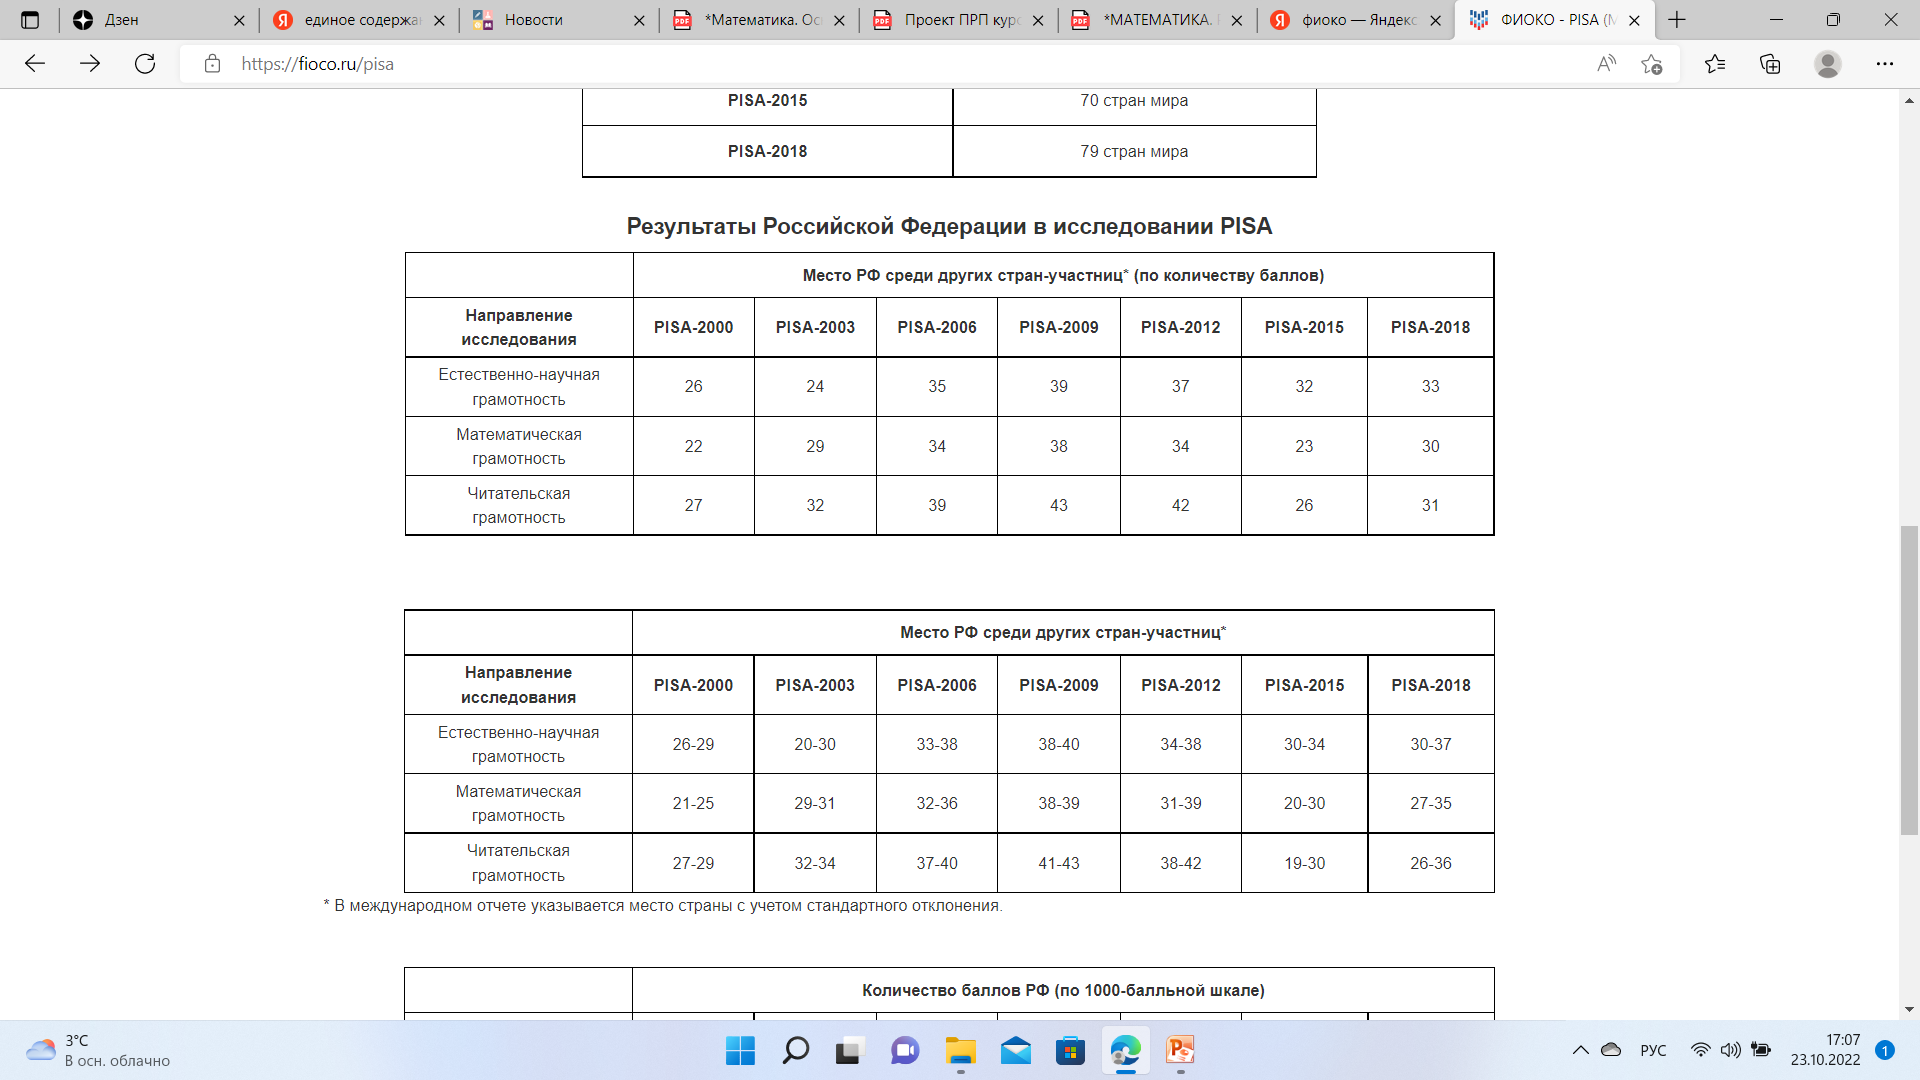 Дзен
единое содержа
Новости
*Математика. Ос
Проект ПРП кур
*МАТЕМАТИКА.
фиоко — Яндекс
ФИОКО - PISA (М
https://fioco.ru/pisa
PISA-2015 70 стран мира
PISA-2018 79 стран мира
Результаты Российской Федерации в исследовании PISA
Место РФ среди других стран-участниц* (по количеству баллов)
Направление
исследования
PISA-2000 PISA-2003 PISA-2006 PISA-2009 PISA-2012 PISA-2015 PISA-2018
Естественно-научная
грамотность
26 24 35 39 37 32 33
Математическая
грамотность
22 29 34 38 34 23 30
Читательская
грамотность
27 32 39 43 42 26 31
Место РФ среди других стран-участниц*
Направление
исследования
PISA-2000 PISA-2003 PISA-2006 PISA-2009 PISA-2012 PISA-2015 PISA-2018
Естественно-научная
грамотность
26-29 20-30 33-38 38-40 34-38 30-34 30-37
Математическая
грамотность
21-25 29-31 32-36 38-39 31-39 20-30 27-35
Читательская
грамотность
27-29 32-34 37-40 41-43 38-42 19-30 26-36
* В международном отчете указывается место страны с учетом стандартного отклонения.
Количество баллов РФ (по 1000-балльной шкале)
3°C
В осн. облачно
РУС
17:07
23.10.2022
1